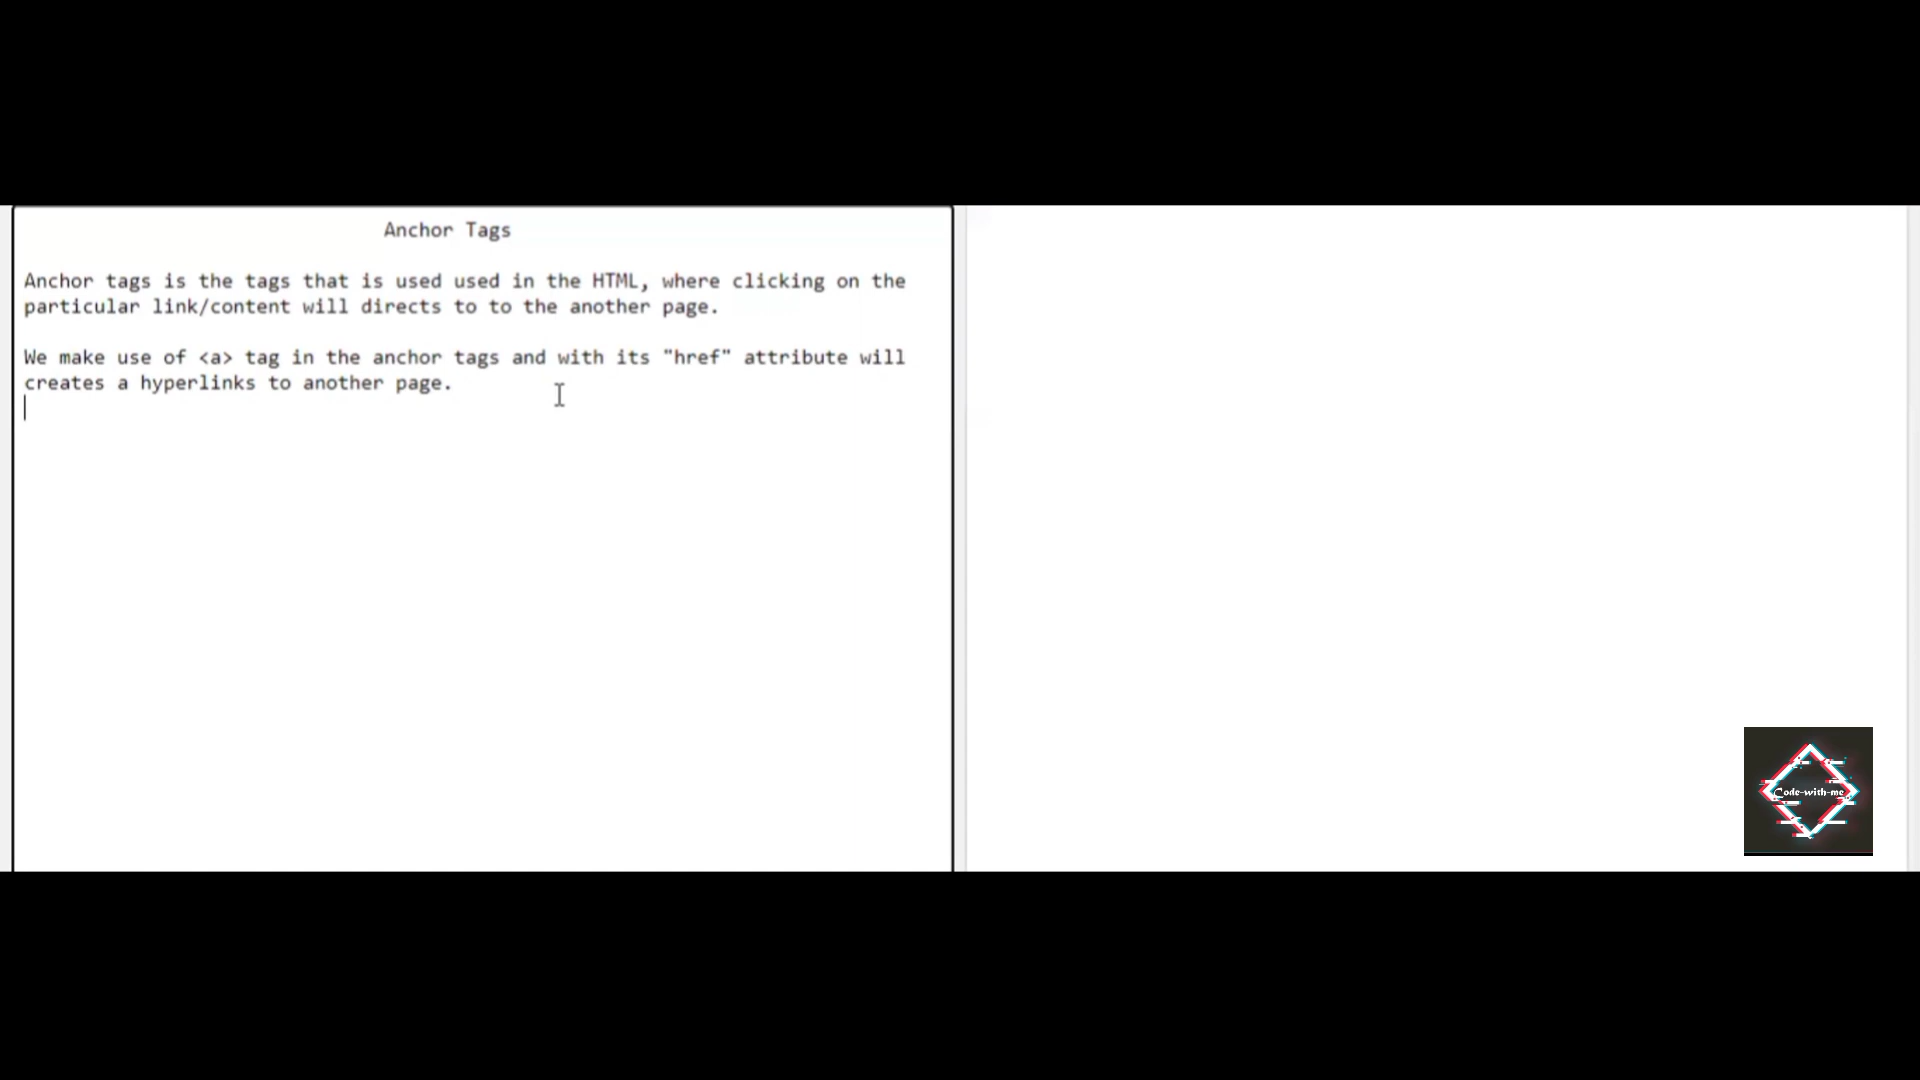 Anchor Tags
Anchor tags is the tags that is used used in the HTML, where clicking on the
particular link/content will directs to to the another page.
We make use of <a> tag in the anchor tags and with its "href" attribute will
creates a hyperlinks to another page.
Code-with-me